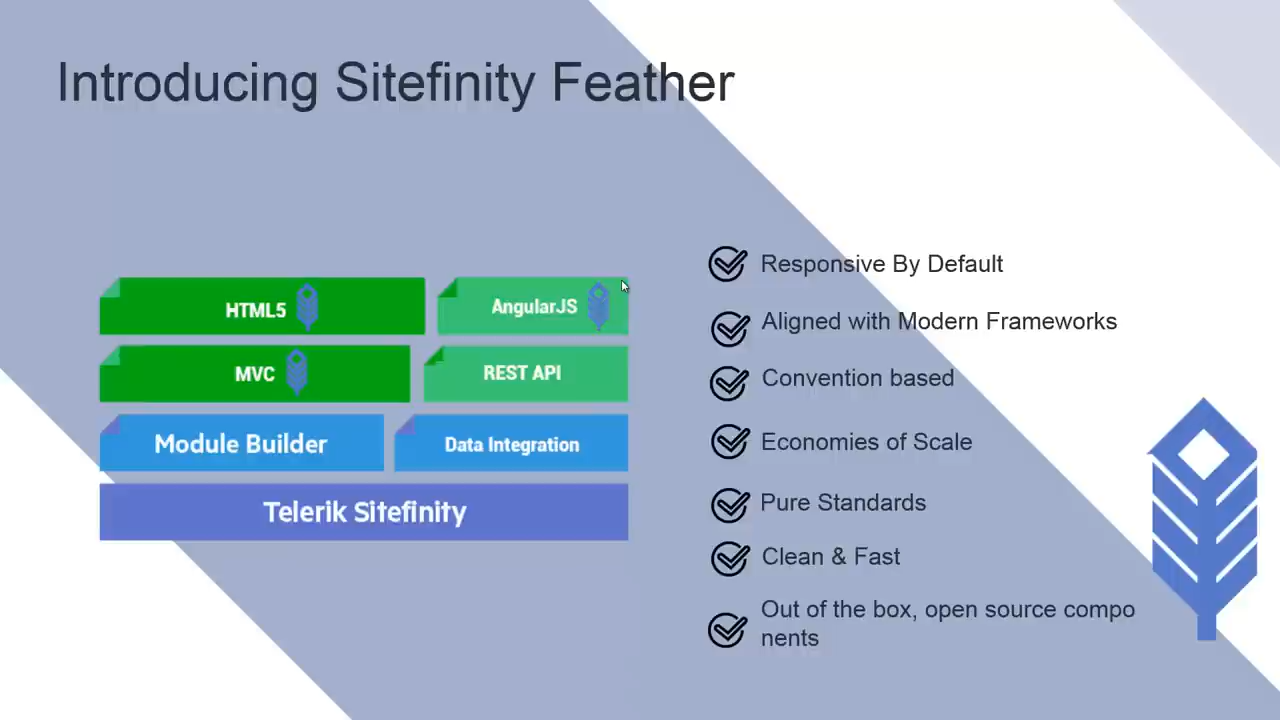 Introducing Sitefinity Feather
HTML5
AngularJS
MVC
REST API
Module Builder
Data Integration
Telerik Sitefinity
Responsive By Default
Aligned with Modern Frameworks
Convention based
Economies of Scale
Pure Standards
Clean & Fast
Out of the box, open source compo
nents